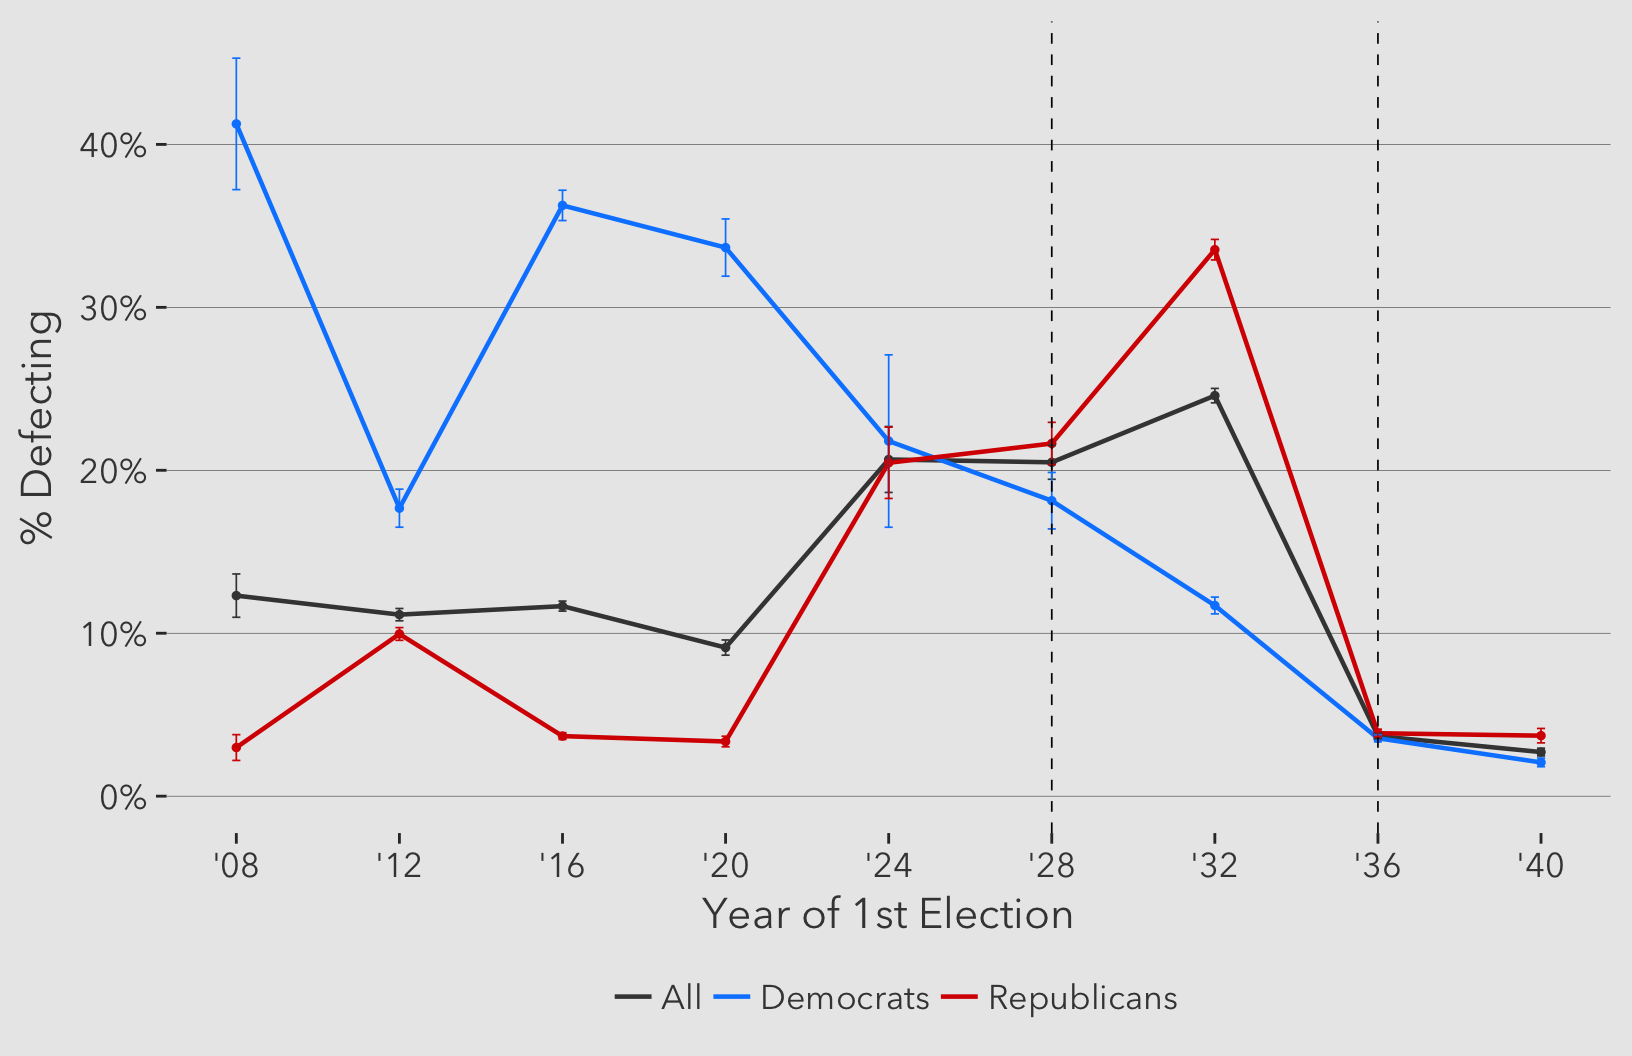 40%
30%
20%
10%
0%
% Defecting
'08 '12 '16 '20 '24 '28 '32 '36 '40
Year of 1st Election
All Democrats Republicans